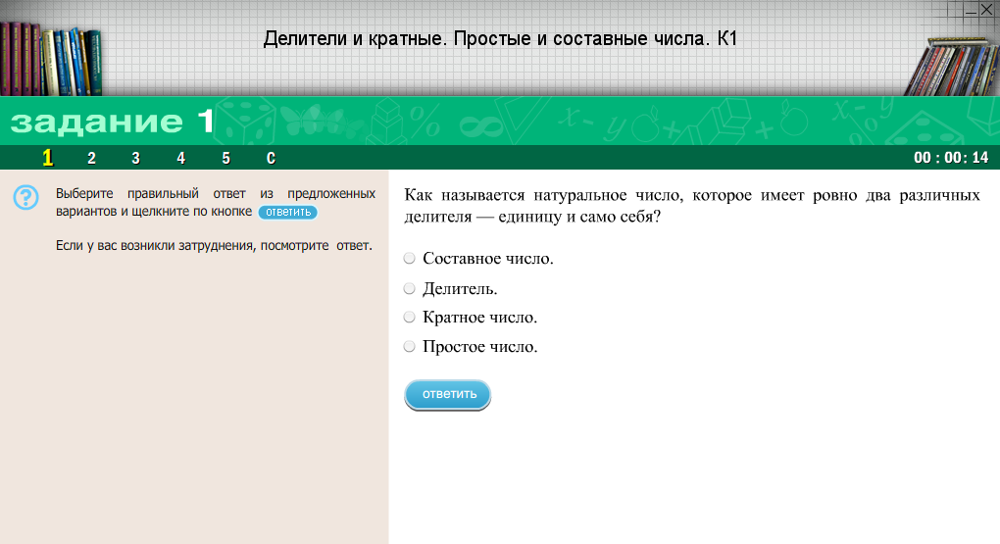 Делители и кратные. Простые и составные числа. К1
задание 1
1 2 3 4 5 С
00 : 00: 14
Выберите правильный ответ из предложенных
вариантов и щелкните по кнопке ответить
Если у вас возникли затруднения, посмотрите ответ.
Как называется натуральное число, которое имеет ровно два различных
делителя — единицу и само себя?
Составное число.
Делитель.
Кратное число.
Простое число.
ответить